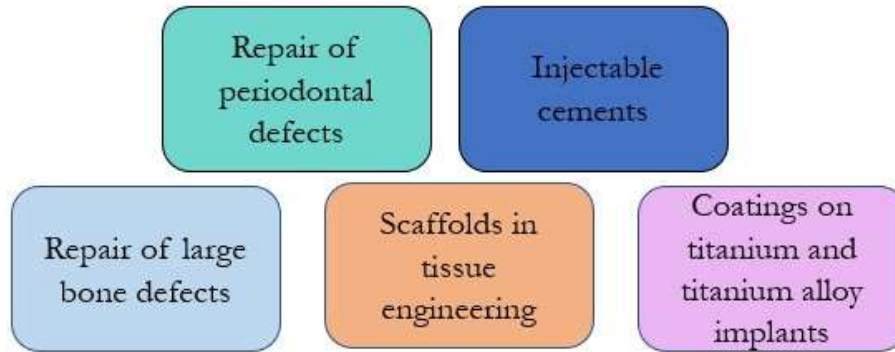 Repair of
periodontal
defects
Injectable
cements
Repair of large
bone defects
Scaffolds in
tissue
engineering
Coatings on
titanium and
titanium alloy
implants